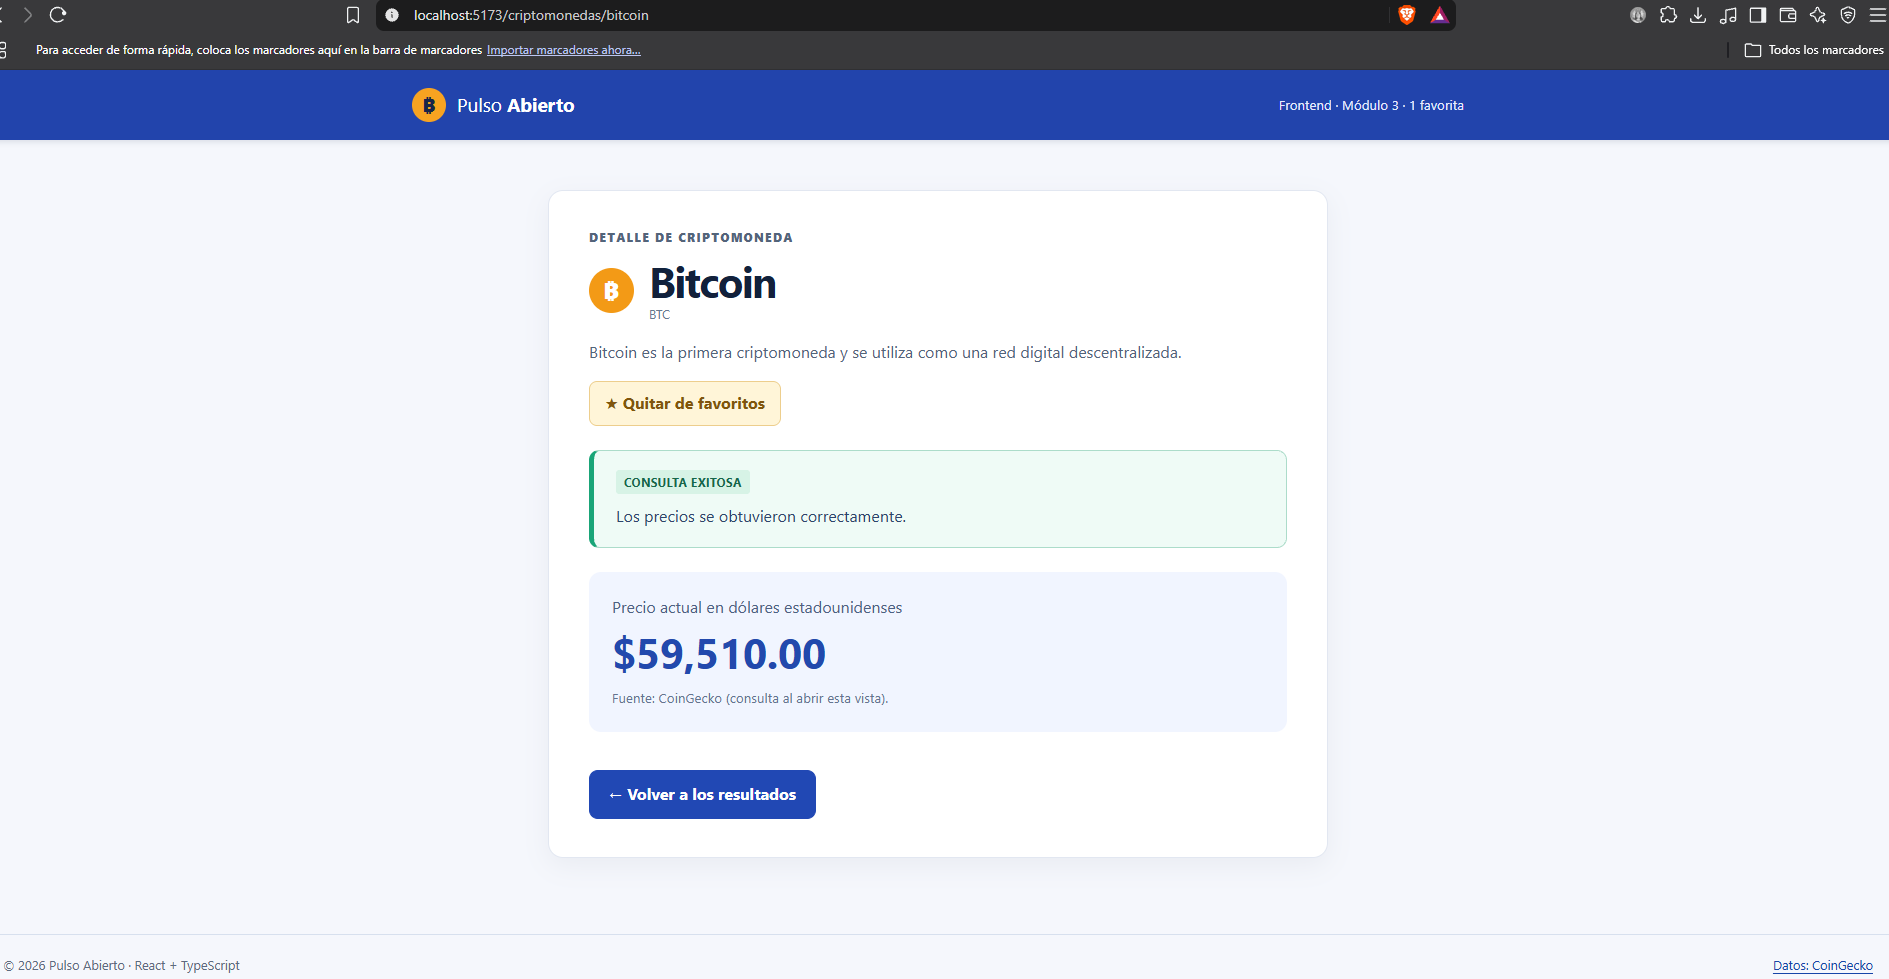 localhost:5173/criptomonedas/bitcoin
Para acceder de forma rápida, coloca los marcadores aquí en la barra de marcadores Importar marcadores ahora...
Todos los marcadores
Pulso Abierto
Frontend · Módulo 3 · 1 favorita
DETALLE DE CRIPTOMONEDA
Bitcoin
BTC
Bitcoin es la primera criptomoneda y se utiliza como una red digital descentralizada.
★ Quitar de favoritos
CONSULTA EXITOSA
Los precios se obtuvieron correctamente.
Precio actual en dólares estadounidenses
$59,510.00
Fuente: CoinGecko (consulta al abrir esta vista).
← Volver a los resultados
© 2026 Pulso Abierto · React + TypeScript
Datos: CoinGecko